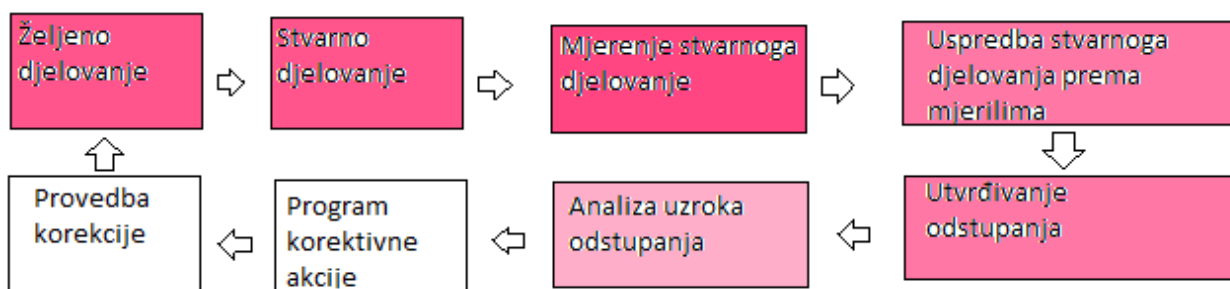 Željeno
djelovanje
Stvarno
djelovanje
Mjerenje stvarnoga
djelovanje
Uspredba stvarnoga
djelovanja prema
mjerilima
Utvrđivanje
odstupanja
Analiza uzroka
odstupanja
Program
korektivne
akcije
Provedba
korekcije